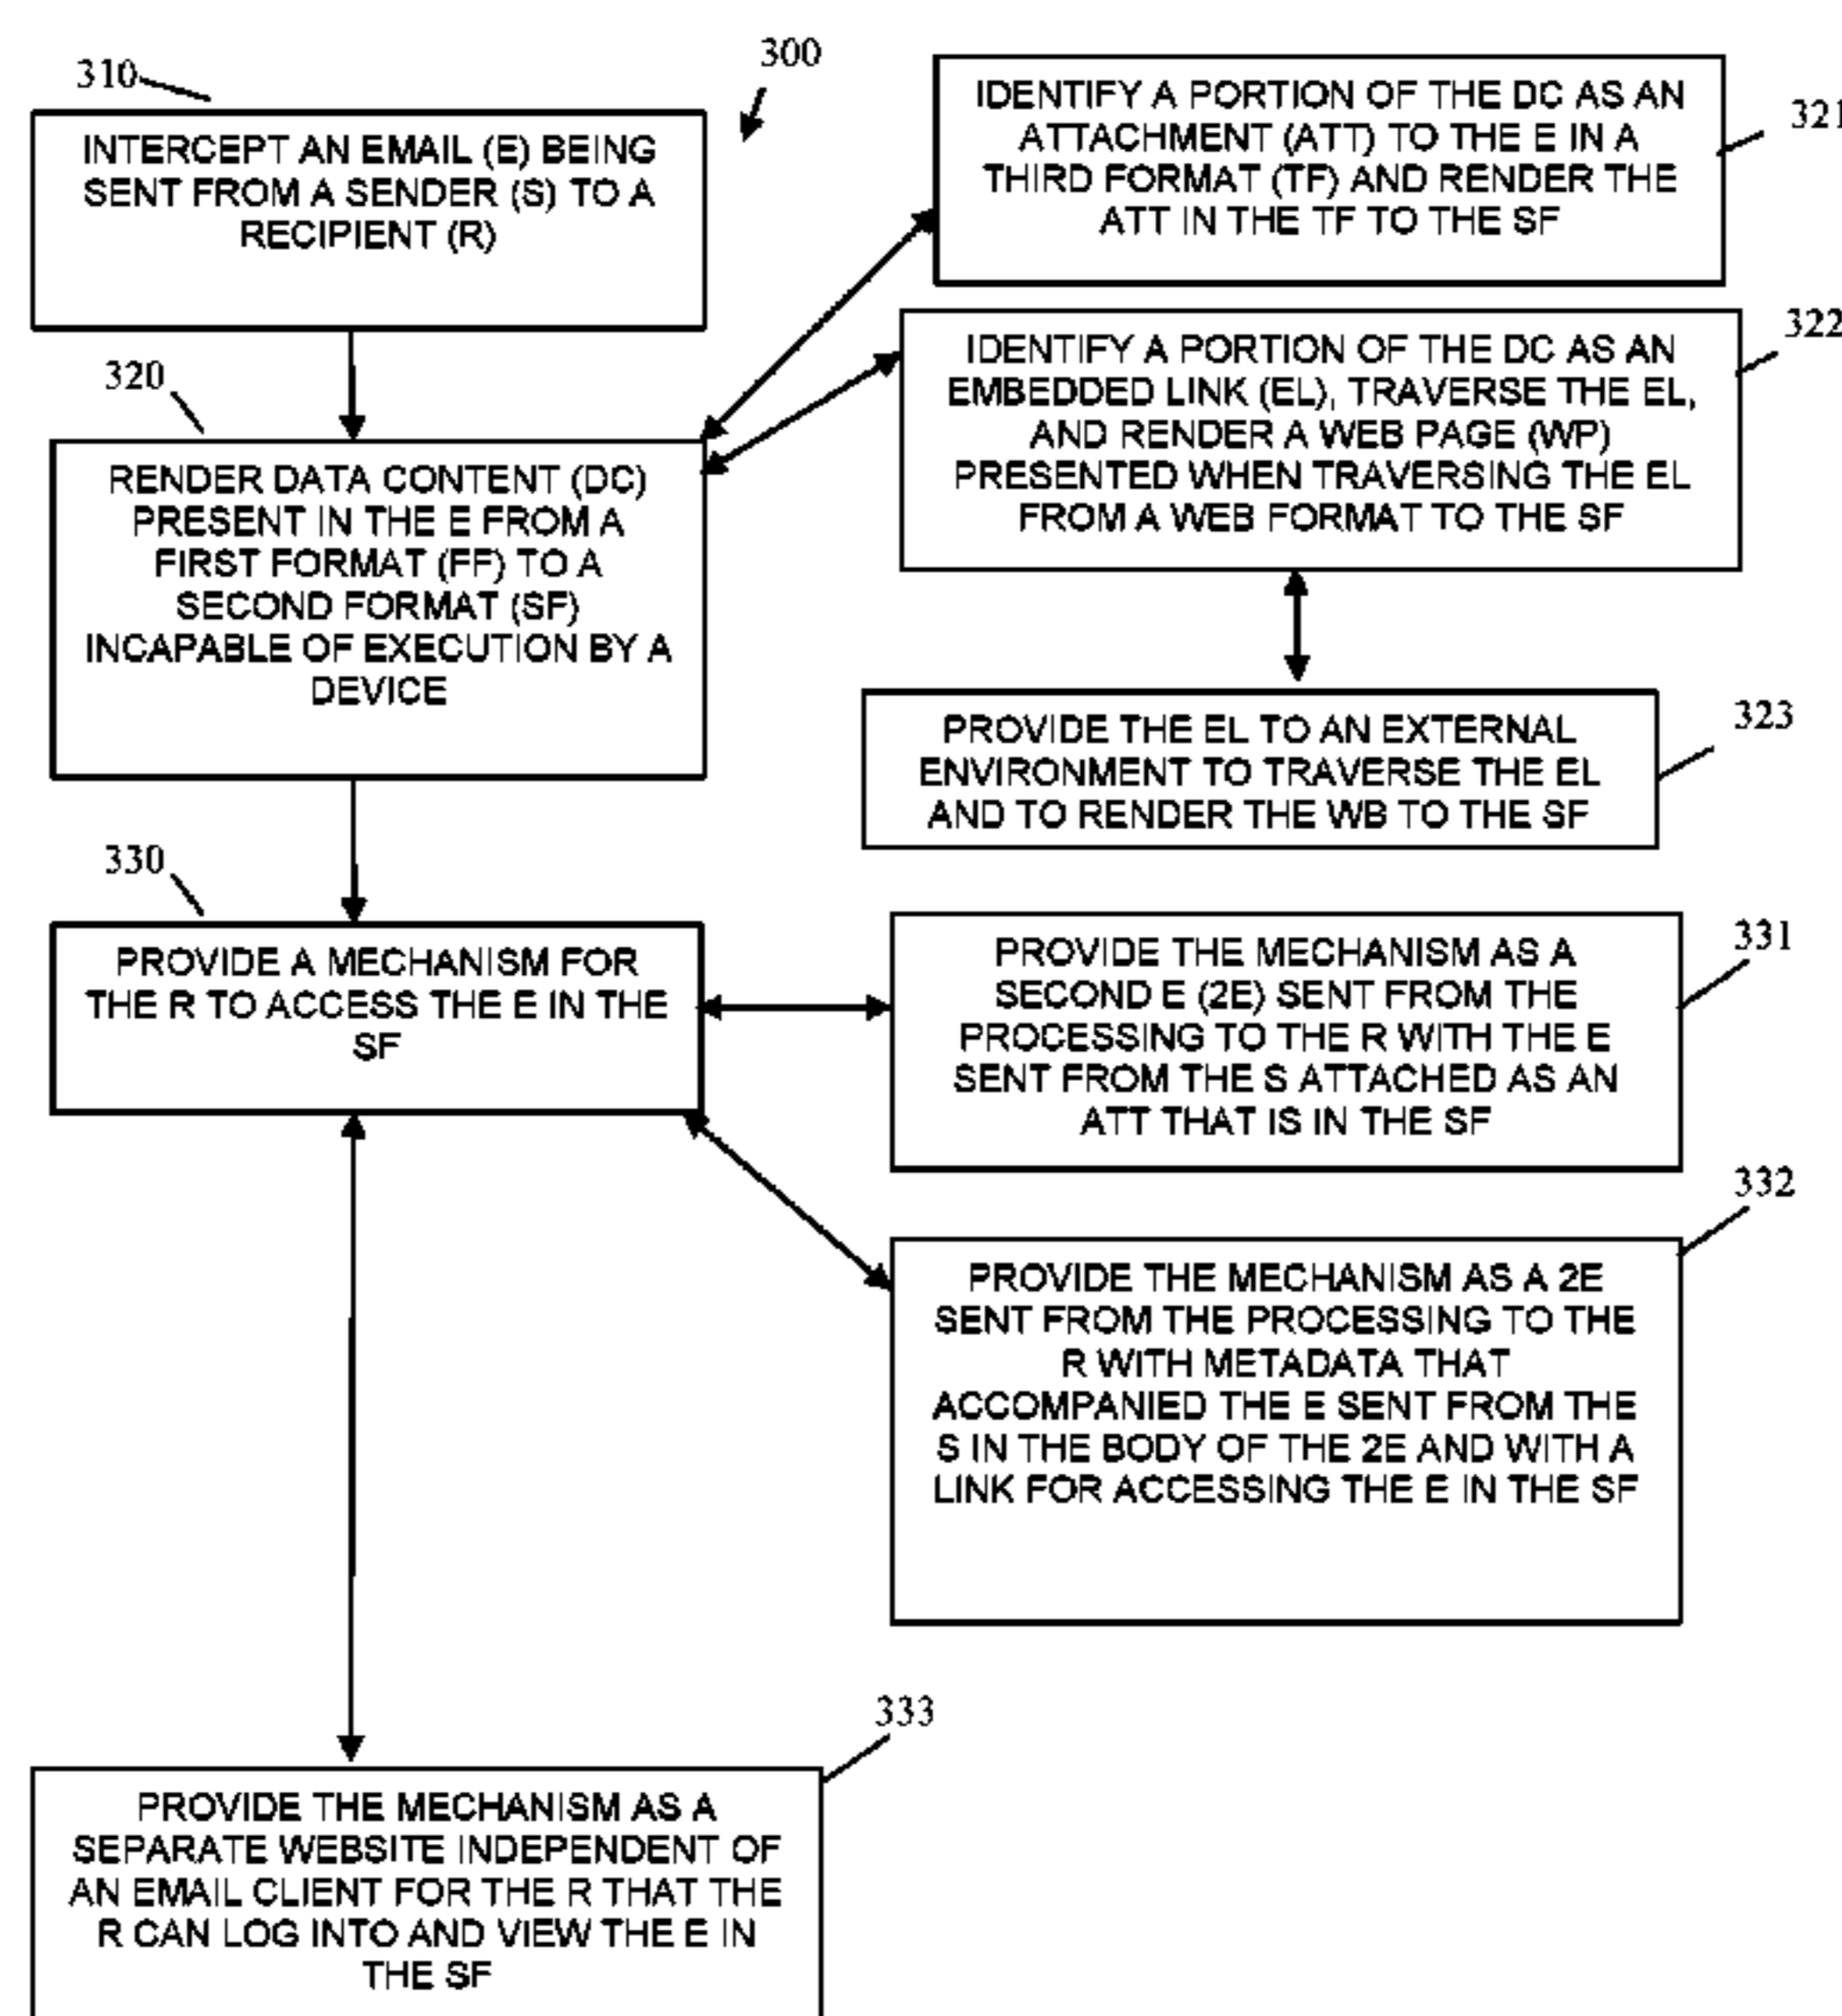 300
310
INTERCEPT AN EMAIL (E) BEING
SENT FROM A SENDER (S) TO A
RECIPIENT (R)
320
RENDER DATA CONTENT (DC)
PRESENT IN THE E FROM A
FIRST FORMAT (FF) TO A
SECOND FORMAT (SF)
INCAPABLE OF EXECUTION BY A
DEVICE
321
IDENTIFY A PORTION OF THE DC AS AN
ATTACHMENT (ATT) TO THE E IN A
THIRD FORMAT (TF) AND RENDER THE
ATT IN THE TF TO THE SF
322
IDENTIFY A PORTION OF THE DC AS AN
EMBEDDED LINK (EL), TRAVERSE THE EL,
AND RENDER A WEB PAGE (WP)
PRESENTED WHEN TRAVERSING THE EL
FROM A WEB FORMAT TO THE SF
323
PROVIDE THE EL TO AN EXTERNAL
ENVIRONMENT TO TRAVERSE THE EL
AND TO RENDER THE WB TO THE SF
330
PROVIDE A MECHANISM FOR
THE R TO ACCESS THE E IN THE
SF
331
PROVIDE THE MECHANISM AS A
SECOND E (2E) SENT FROM THE
PROCESSING TO THE R WITH THE E
SENT FROM THE S ATTACHED AS AN
ATT THAT IS IN THE SF
332
PROVIDE THE MECHANISM AS A 2E
SENT FROM THE PROCESSING TO THE
R WITH METADATA THAT
ACCOMPANIED THE E SENT FROM THE
S IN THE BODY OF THE 2E AND WITH A
LINK FOR ACCESSING THE E IN THE SF
333
PROVIDE THE MECHANISM AS A
SEPARATE WEBSITE INDEPENDENT OF
AN EMAIL CLIENT FOR THE R THAT THE
R CAN LOG INTO AND VIEW THE E IN
THE SF